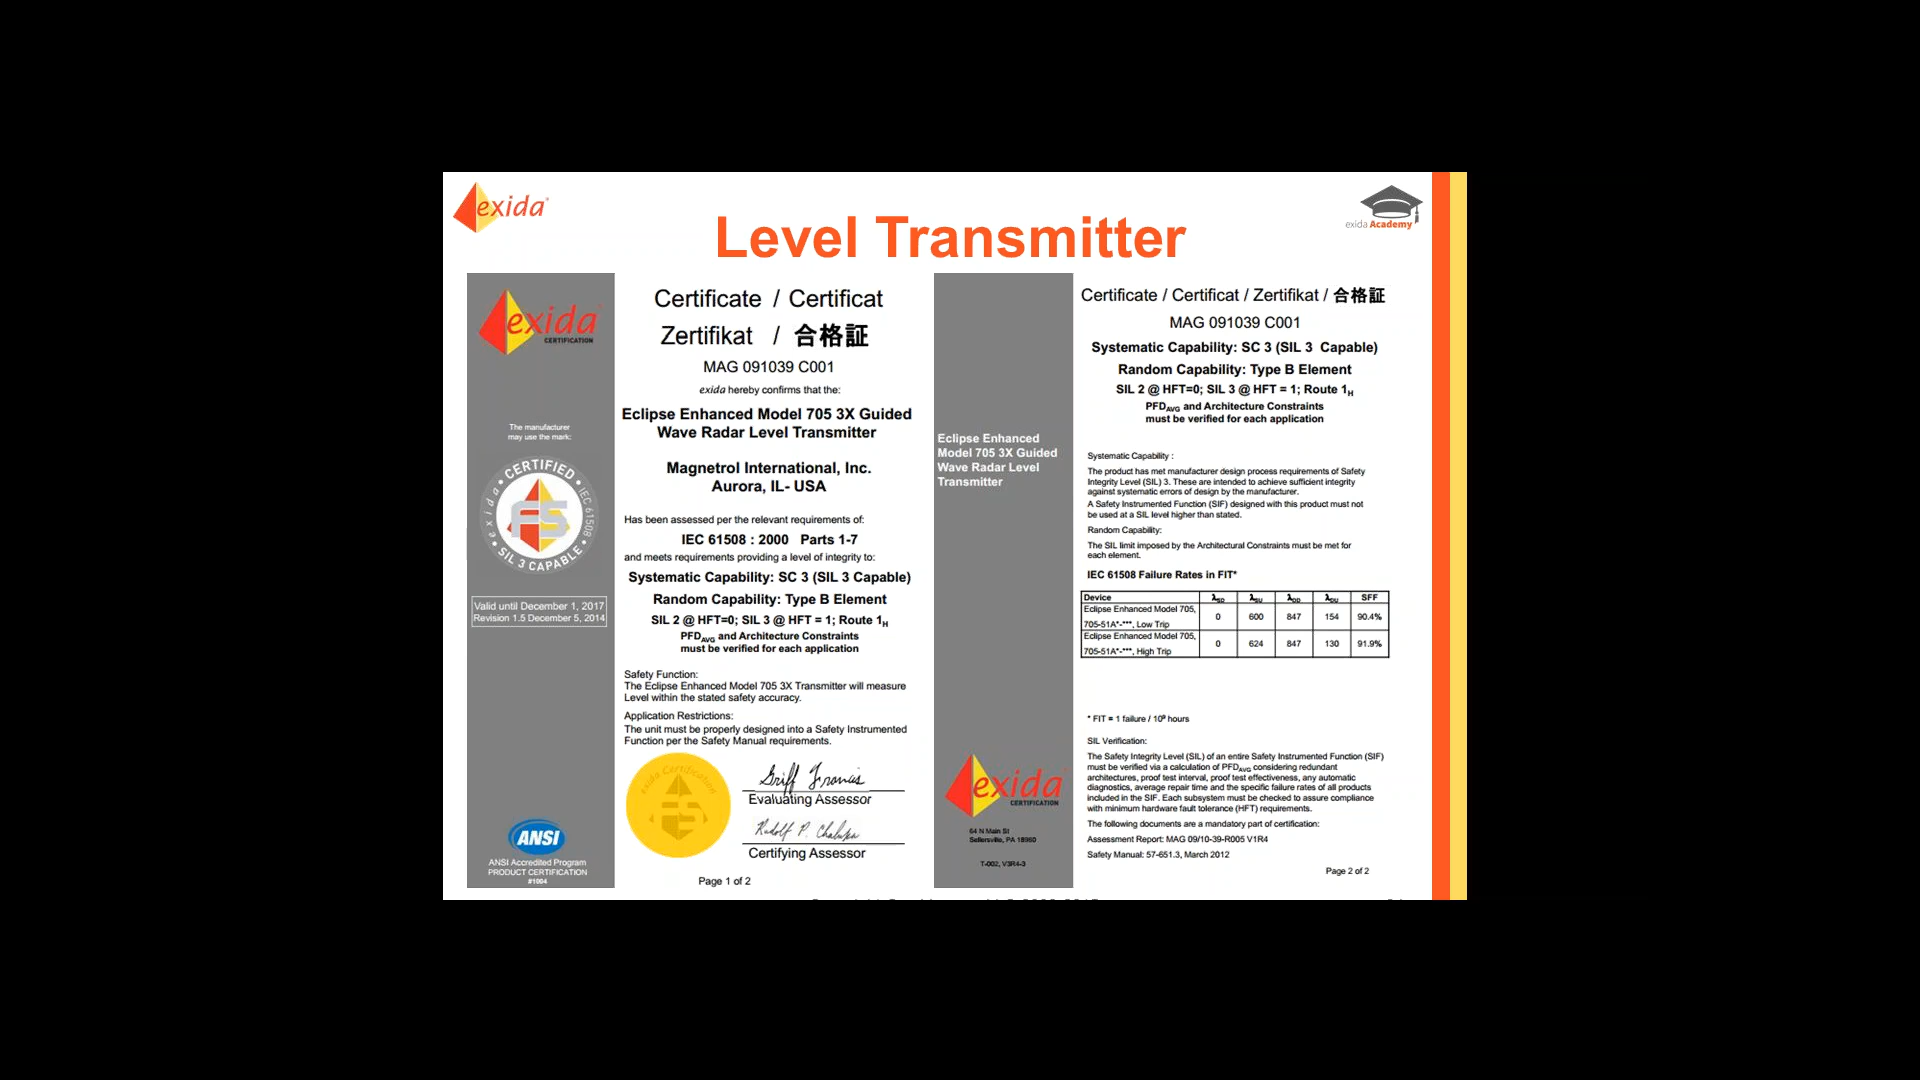 exida
exida Academy
Level Transmitter
exida
CERTIFICATION
The manufacturer
may use the mark:
CERTIFIED
exida
IEC 61508
FS
SIL 3 CAPABLE
Valid until December 1, 2017
Revision 1.5 December 5, 2014
ANSI
ANSI Accredited Program
PRODUCT CERTIFICATION
#1004
Certificate / Certificat
Zertifikat / 合格証
MAG 091039 C001
exida hereby confirms that the:
Eclipse Enhanced Model 705 3X Guided
Wave Radar Level Transmitter
Magnetrol International, Inc.
Aurora, IL- USA
Has been assessed per the relevant requirements of:
IEC 61508 : 2000 Parts 1-7
and meets requirements providing a level of integrity to:
Systematic Capability: SC 3 (SIL 3 Capable)
Random Capability: Type B Element
SIL 2 @ HFT=0; SIL 3 @ HFT = 1; Route 1H
PFDAVG and Architecture Constraints
must be verified for each application
Safety Function:
The Eclipse Enhanced Model 705 3X Transmitter will measure
Level within the stated safety accuracy.
Application Restrictions:
The unit must be properly designed into a Safety Instrumented
Function per the Safety Manual requirements.
exida Certification
Griff Francis
Evaluating Assessor
Rudolf P. Chalupa
Certifying Assessor
Page 1 of 2
Eclipse Enhanced
Model 705 3X Guided
Wave Radar Level
Transmitter
exida
CERTIFICATION
64 N Main St
Sellersville, PA 18960
T-002, V3R4-3
Certificate / Certificat / Zertifikat / 合格証
MAG 091039 C001
Systematic Capability: SC 3 (SIL 3 Capable)
Random Capability: Type B Element
SIL 2 @ HFT=0; SIL 3 @ HFT = 1; Route 1H
PFDAVG and Architecture Constraints
must be verified for each application
Systematic Capability :
The product has met manufacturer design process requirements of Safety
Integrity Level (SIL) 3. These are intended to achieve sufficient integrity
against systematic errors of design by the manufacturer.
A Safety Instrumented Function (SIF) designed with this product must not
be used at a SIL level higher than stated.
Random Capability:
The SIL limit imposed by the Architectural Constraints must be met for
each element.
IEC 61508 Failure Rates in FIT*
Device λSD λSU λDD λDU SFF
Eclipse Enhanced Model 705,
705-51A*-***, Low Trip 0 600 847 154 90.4%
Eclipse Enhanced Model 705,
705-51A*-***, High Trip 0 624 847 130 91.9%
* FIT = 1 failure / 10⁹ hours
SIL Verification:
The Safety Integrity Level (SIL) of an entire Safety Instrumented Function (SIF)
must be verified via a calculation of PFDAVG considering redundant
architectures, proof test interval, proof test effectiveness, any automatic
diagnostics, average repair time and the specific failure rates of all products
included in the SIF. Each subsystem must be checked to assure compliance
with minimum hardware fault tolerance (HFT) requirements.
The following documents are a mandatory part of certification:
Assessment Report: MAG 09/10-39-R005 V1R4
Safety Manual: 57-651.3, March 2012
Page 2 of 2